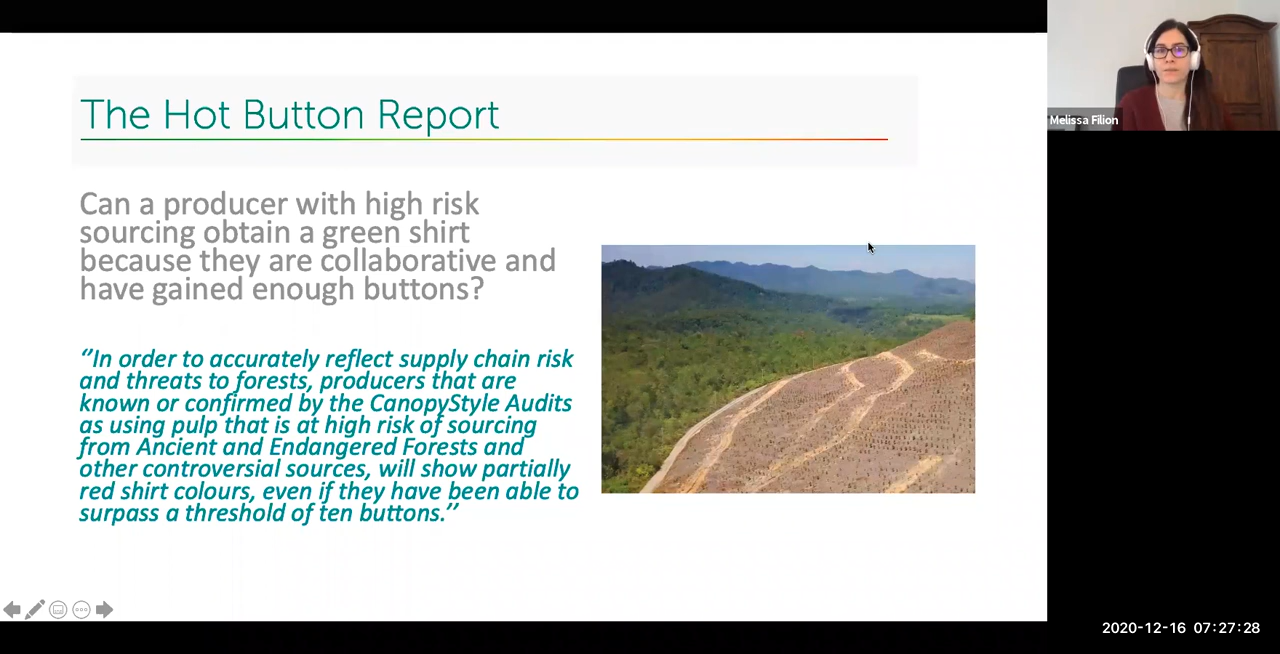 The Hot Button Report
Can a producer with high risk
sourcing obtain a green shirt
because they are collaborative and
have gained enough buttons?
“In order to accurately reflect supply chain risk
and threats to forests, producers that are
known or confirmed by the CanopyStyle Audits
as using pulp that is at high risk of sourcing
from Ancient and Endangered Forests and
other controversial sources, will show partially
red shirt colours, even if they have been able to
surpass a threshold of ten buttons.’’
Melissa Filion
2020-12-16 07:27:28